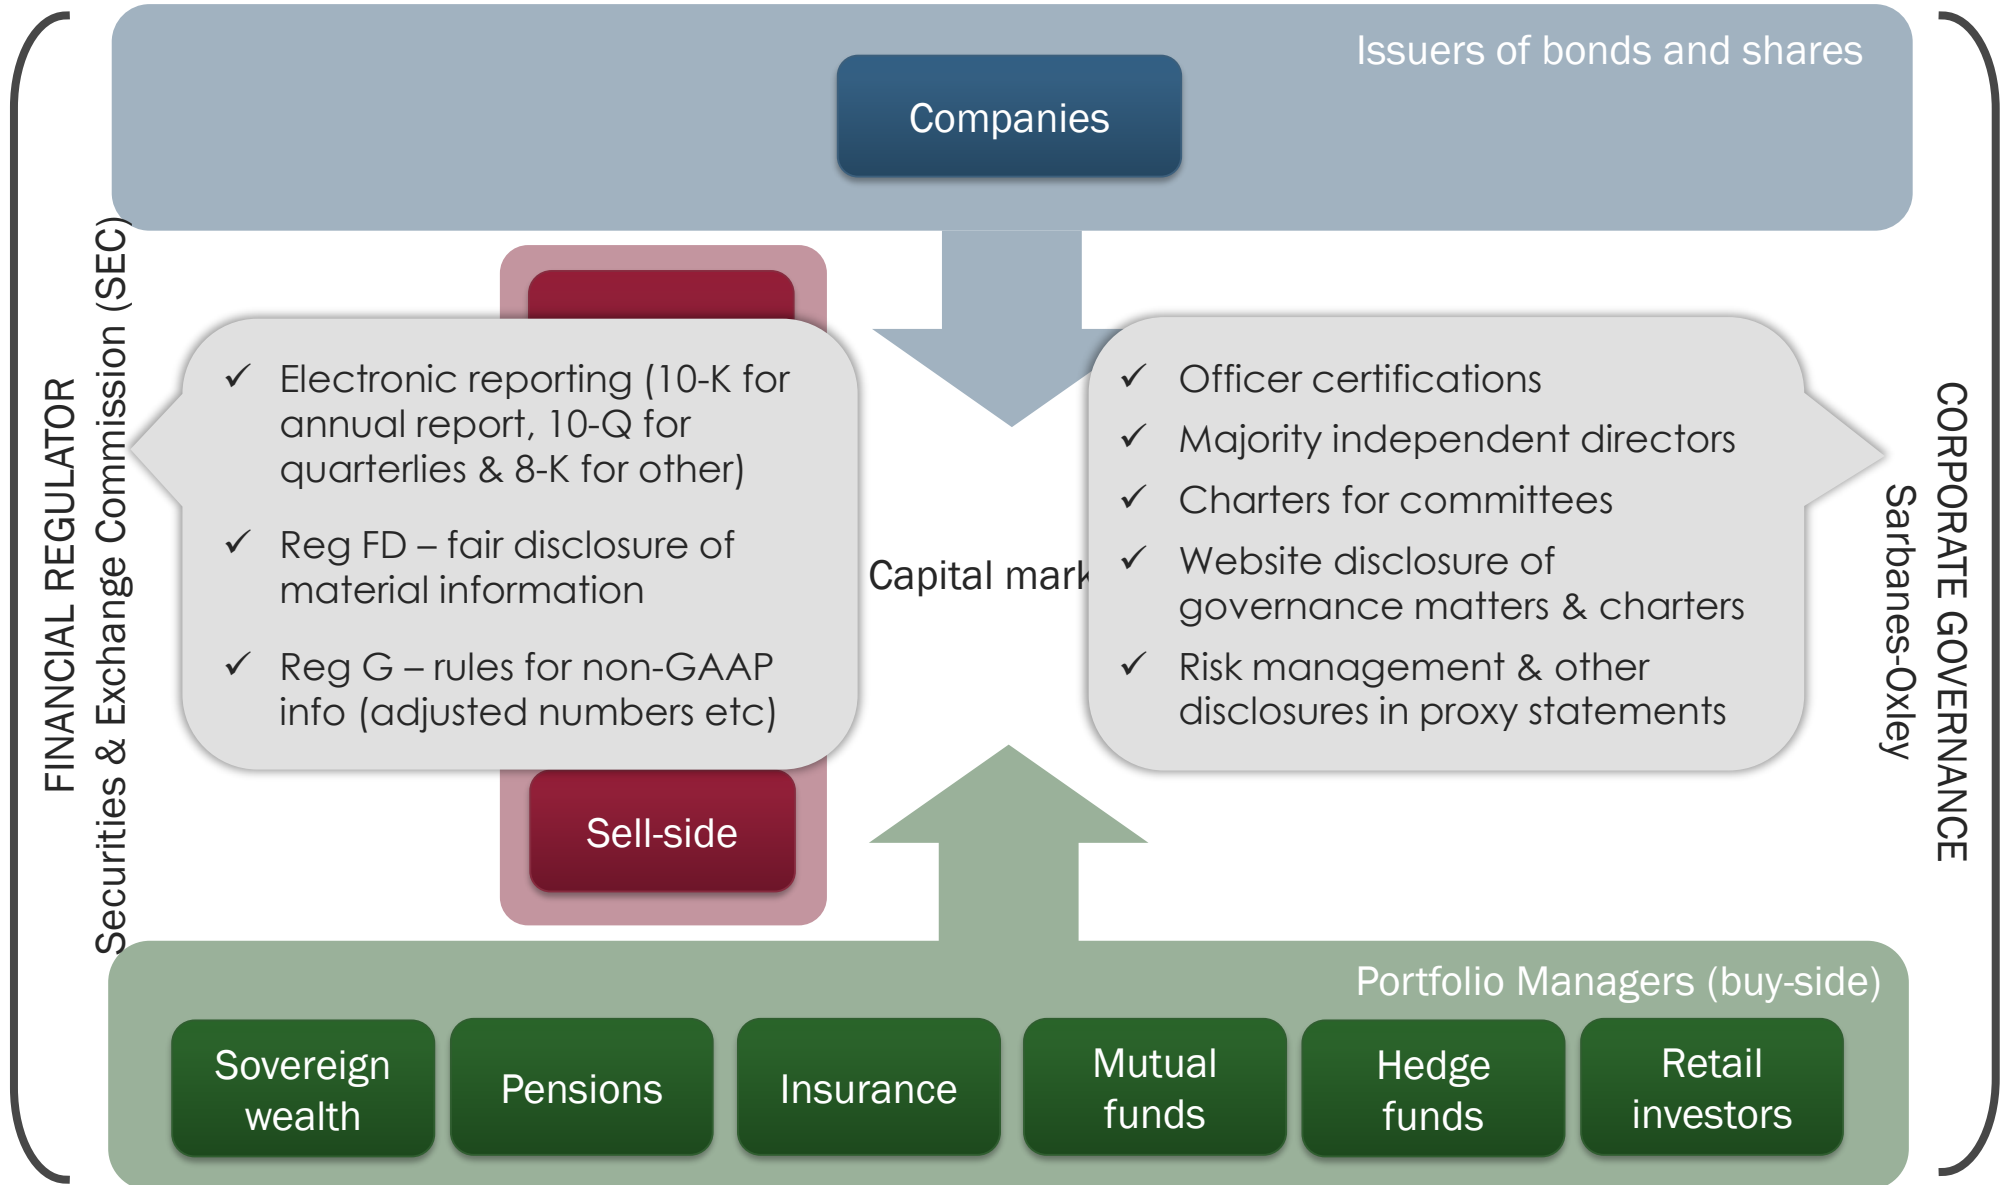 Issuers of bonds and shares
Companies
FINANCIAL REGULATOR
Securities & Exchange Commission (SEC)
✓ Electronic reporting (10-K for
annual report, 10-Q for
quarterlies & 8-K for other)
✓ Reg FD – fair disclosure of
material information
✓ Reg G – rules for non-GAAP
info (adjusted numbers etc)
Capital
✓ Officer certifications
✓ Majority independent directors
✓ Charters for committees
✓ Website disclosure of
governance matters & charters
✓ Risk management & other
disclosures in proxy statements
CORPORATE GOVERNANCE
Sarbanes-Oxley
Sell-side
Portfolio Managers (buy-side)
Sovereign
wealth
Pensions
Insurance
Mutual
funds
Hedge
funds
Retail
investors